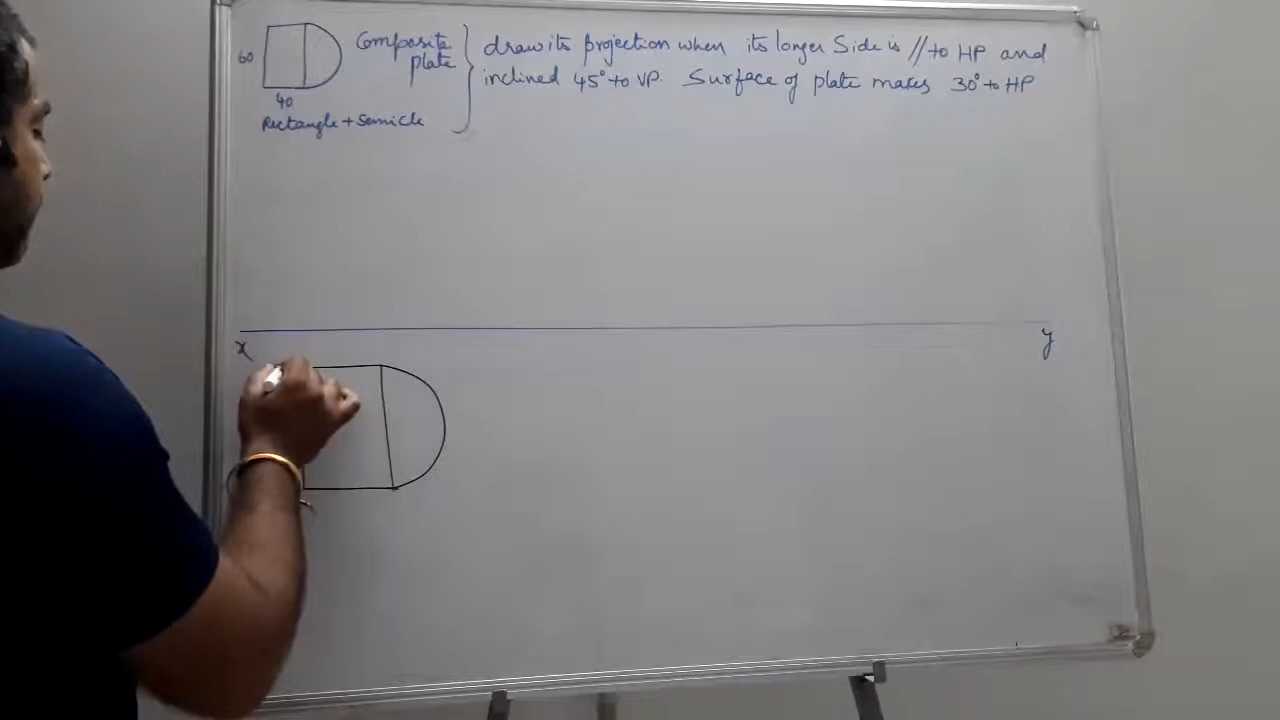 60
40
Rectangle + Semicle
Composite
plate
draw its projection when its longer Side is // to HP and
inclined 45° to VP. Surface of plate makes 30° to HP
x
y